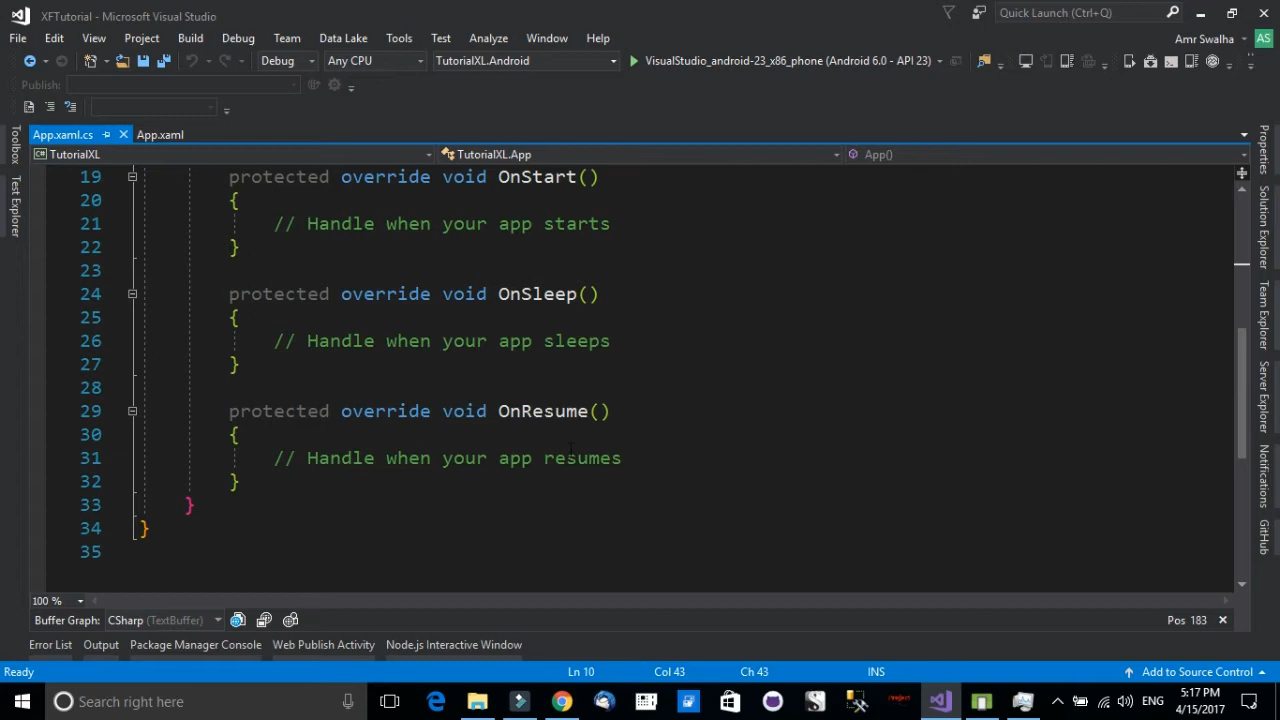 XFTutorial - Microsoft Visual Studio
Quick Launch (Ctrl+Q)
File Edit View Project Build Debug Team Data Lake Tools Test Analyze Window Help
Amr Swalha AS
Debug Any CPU TutorialXL.Android VisualStudio_android-23_x86_phone (Android 6.0 - API 23)
Publish:
App.xaml.cs App.xaml
TutorialXL TutorialXL.App App()
Toolbox
Test Explorer
19 protected override void OnStart()
20 {
21 // Handle when your app starts
22 }
23
24 protected override void OnSleep()
25 {
26 // Handle when your app sleeps
27 }
28
29 protected override void OnResume()
30 {
31 // Handle when your app resumes
32 }
33 }
34 }
35
Properties
Solution Explorer
Team Explorer
Server Explorer
Notifications
GitHub
100 %
Buffer Graph: CSharp (TextBuffer) Pos 183
Error List Output Package Manager Console Web Publish Activity Node.js Interactive Window
Ready Ln 10 Col 43 Ch 43 INS Add to Source Control
Search right here
ENG
5:17 PM
4/15/2017